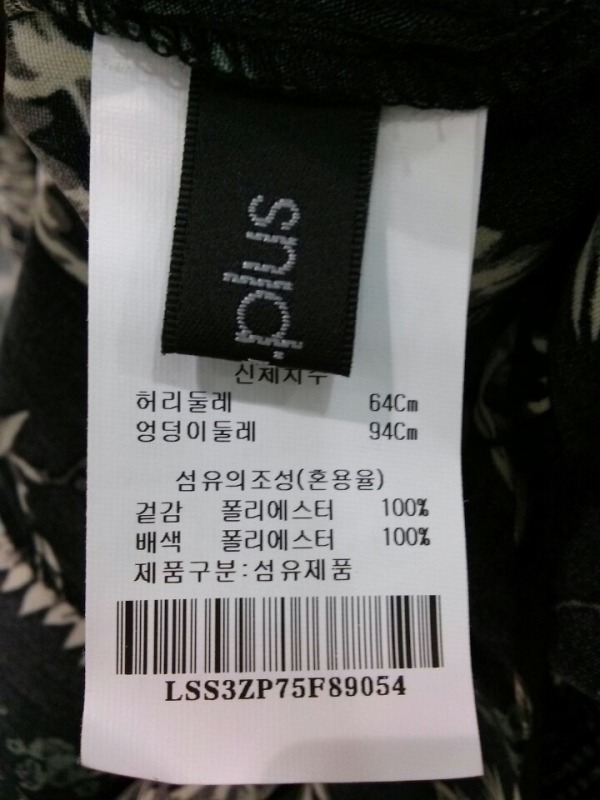 plus
신체치수
허리둘레 64Cm
엉덩이둘레 94Cm
섬유의조성(혼용율)
겉감 폴리에스터 100%
배색 폴리에스터 100%
제품구분:섬유제품
LSS3ZP75F89054